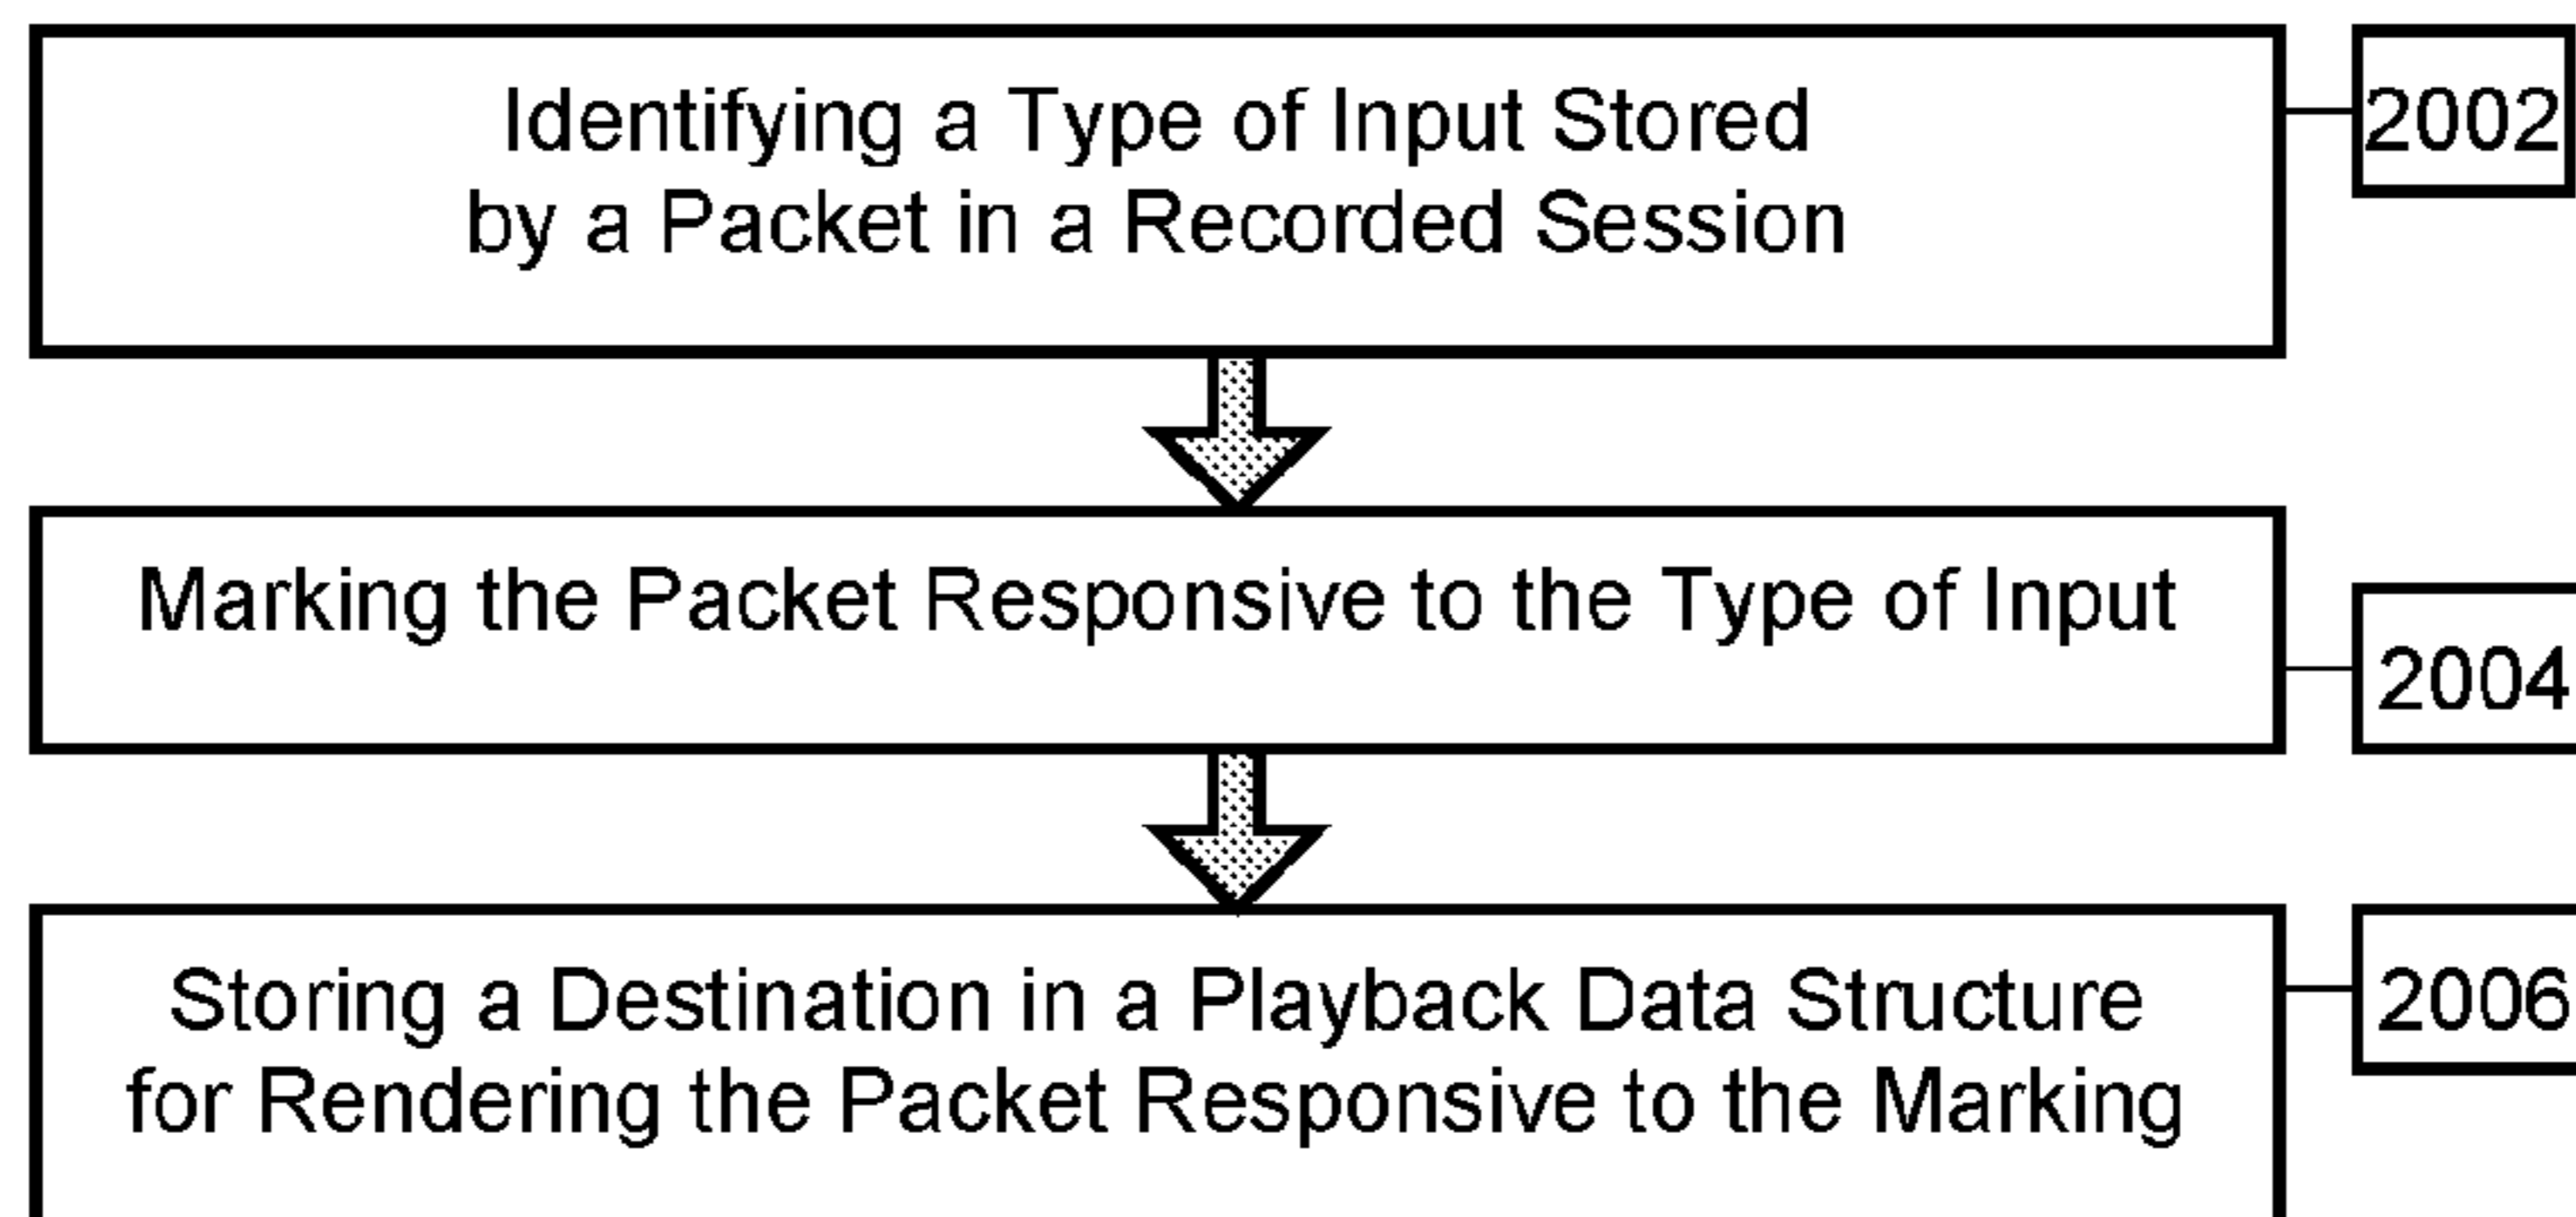 Identifying a Type of Input Stored
by a Packet in a Recorded Session
2002
Marking the Packet Responsive to the Type of Input
2004
Storing a Destination in a Playback Data Structure
for Rendering the Packet Responsive to the Marking
2006